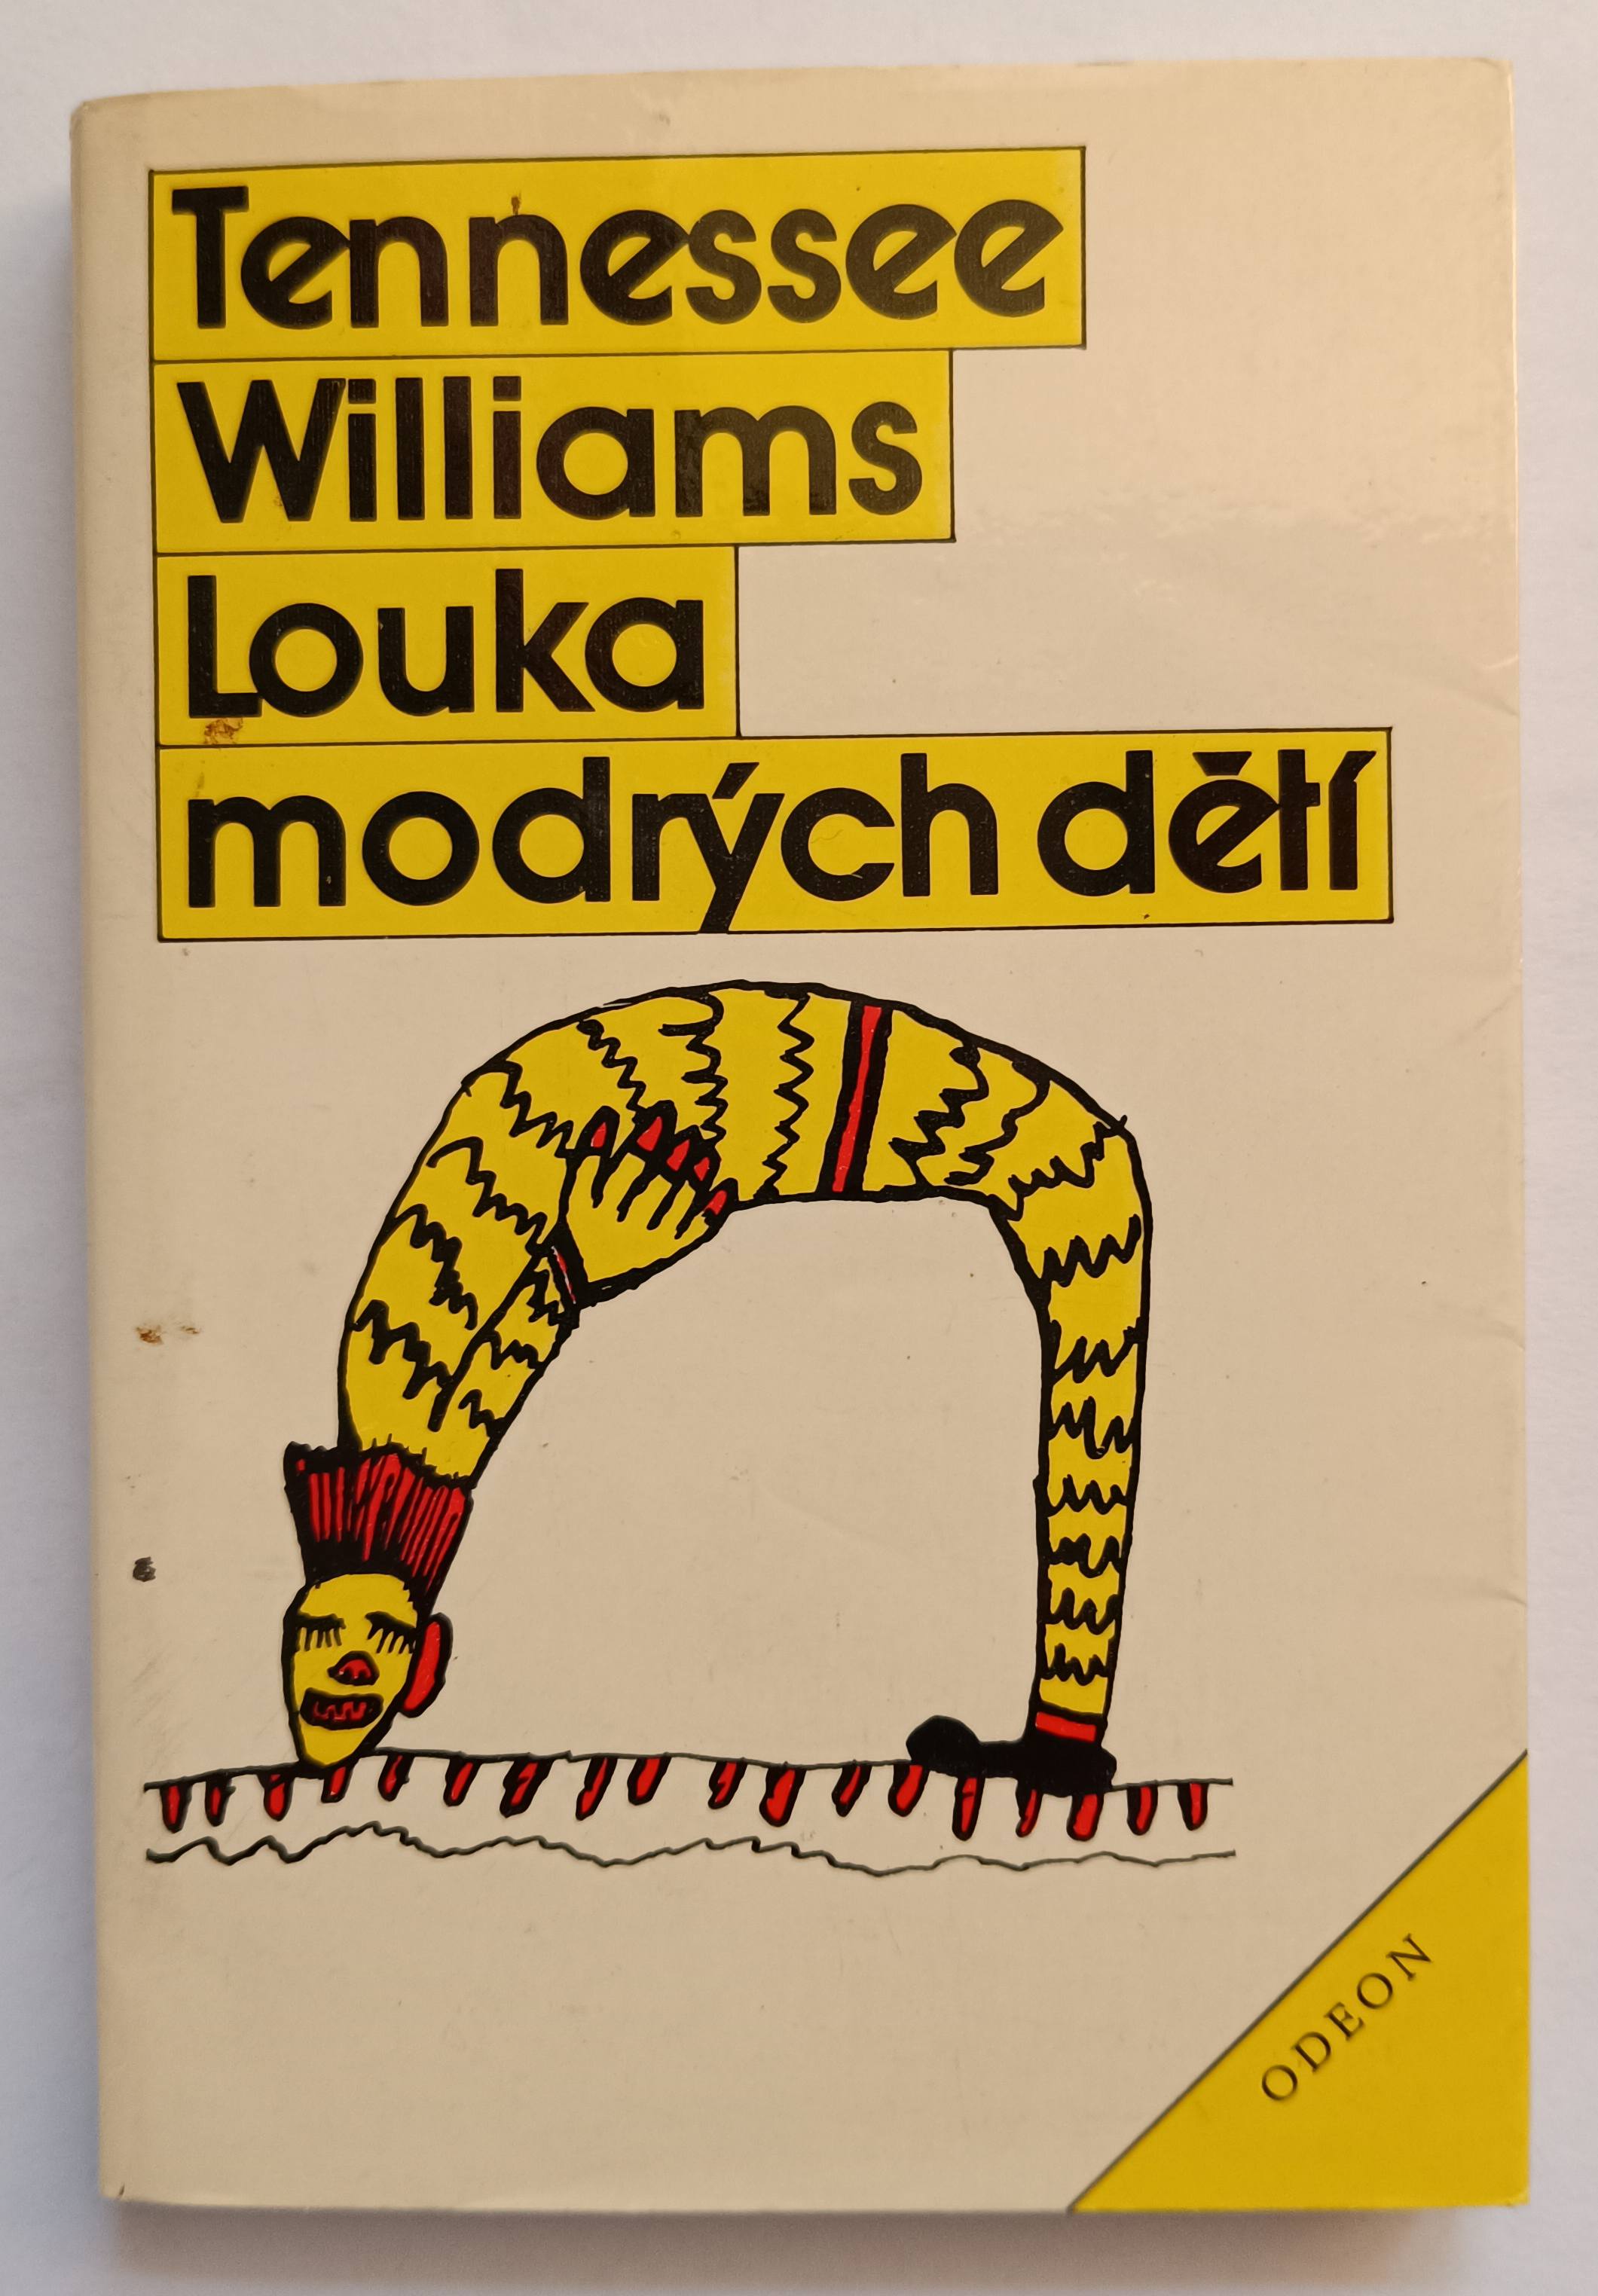 Tennessee
Williams
Louka
modrých dětí
ODEON